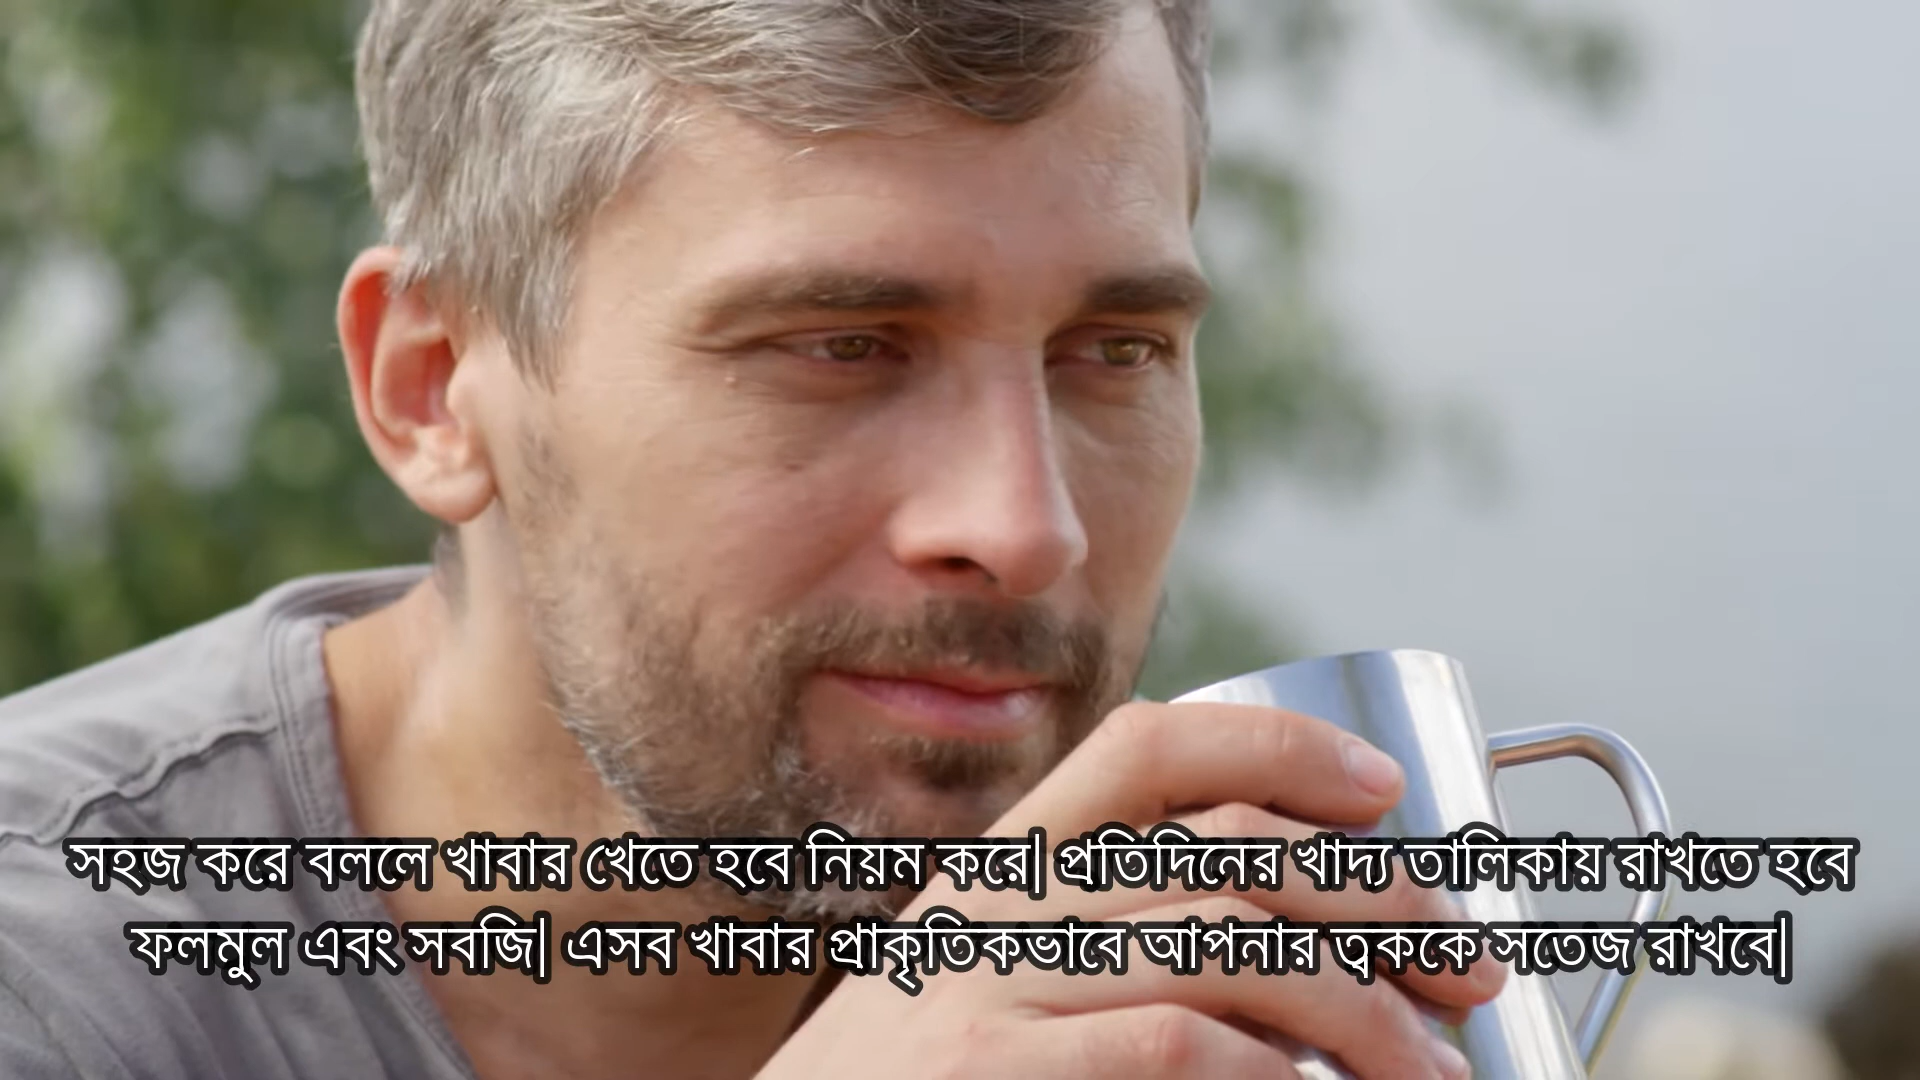 সহজ করে বললে খাবার খেতে হবে নিয়ম করে| প্রতিদিনের খাদ্য তালিকায় রাখতে হবে
ফলমুল এবং সবজি| এসব খাবার প্রাকৃতিকভাবে আপনার ত্বককে সতেজ রাখবে|